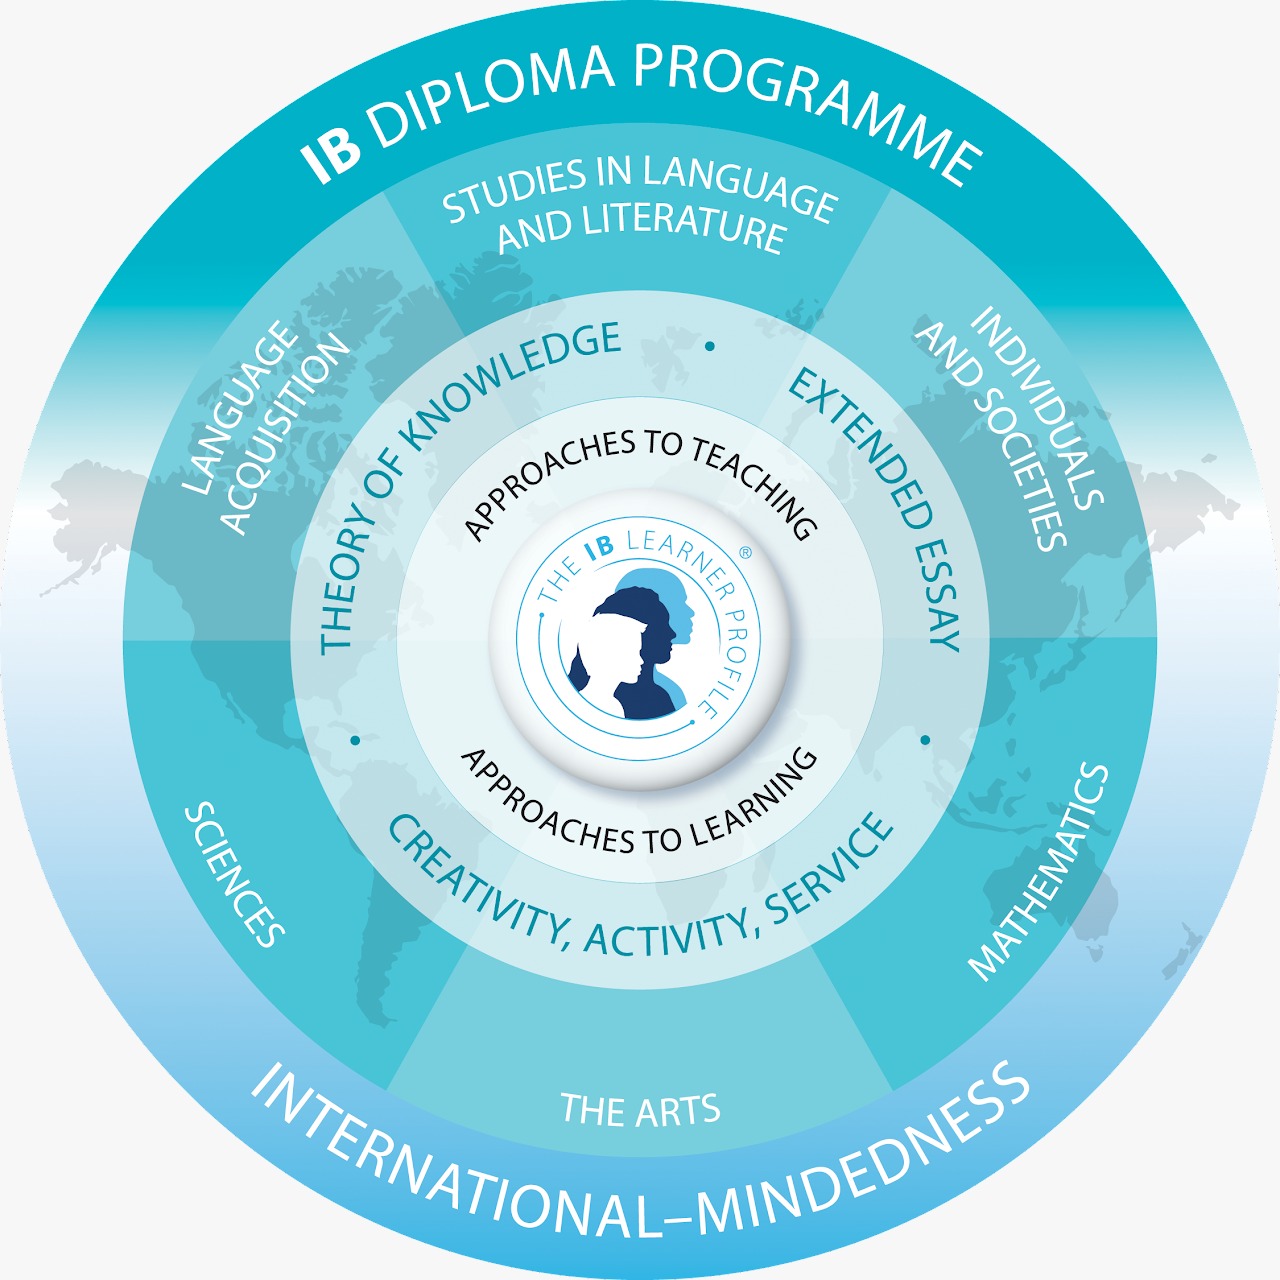 IB DIPLOMA PROGRAMME
STUDIES IN LANGUAGE
AND LITERATURE
LANGUAGE
ACQUISITION
INDIVIDUALS
AND SOCIETIES
THEORY OF KNOWLEDGE
EXTENDED ESSAY
APPROACHES TO TEACHING
THE IB LEARNER PROFILE ®
APPROACHES TO LEARNING
CREATIVITY, ACTIVITY, SERVICE
SCIENCES
MATHEMATICS
THE ARTS
INTERNATIONAL–MINDEDNESS